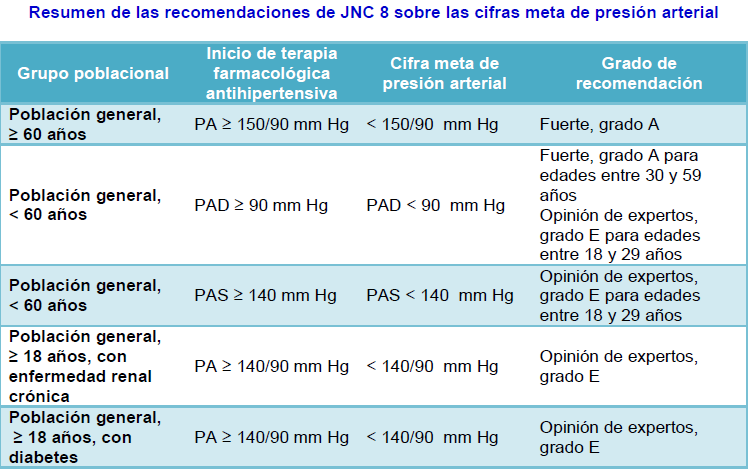 Resumen de las recomendaciones de JNC 8 sobre las cifras meta de presión arterial
Grupo poblacional
Inicio de terapia
farmacológica
antihipertensiva
Cifra meta de
presión arterial
Grado de
recomendación
Población general,
≥ 60 años
PA ≥ 150/90 mm Hg
< 150/90 mm Hg
Fuerte, grado A
Población general,
< 60 años
PAD ≥ 90 mm Hg
PAD < 90 mm Hg
Fuerte, grado A para
edades entre 30 y 59
años
Opinión de expertos,
grado E para edades
entre 18 y 29 años
Población general,
< 60 años
PAS ≥ 140 mm Hg
PAS < 140 mm Hg
Opinión de expertos,
grado E para edades
entre 18 y 29 años
Población general,
≥ 18 años, con
enfermedad renal
crónica
PA ≥ 140/90 mm Hg
< 140/90 mm Hg
Opinión de expertos,
grado E
Población general,
≥ 18 años, con
diabetes
PA ≥ 140/90 mm Hg
< 140/90 mm Hg
Opinión de expertos,
grado E